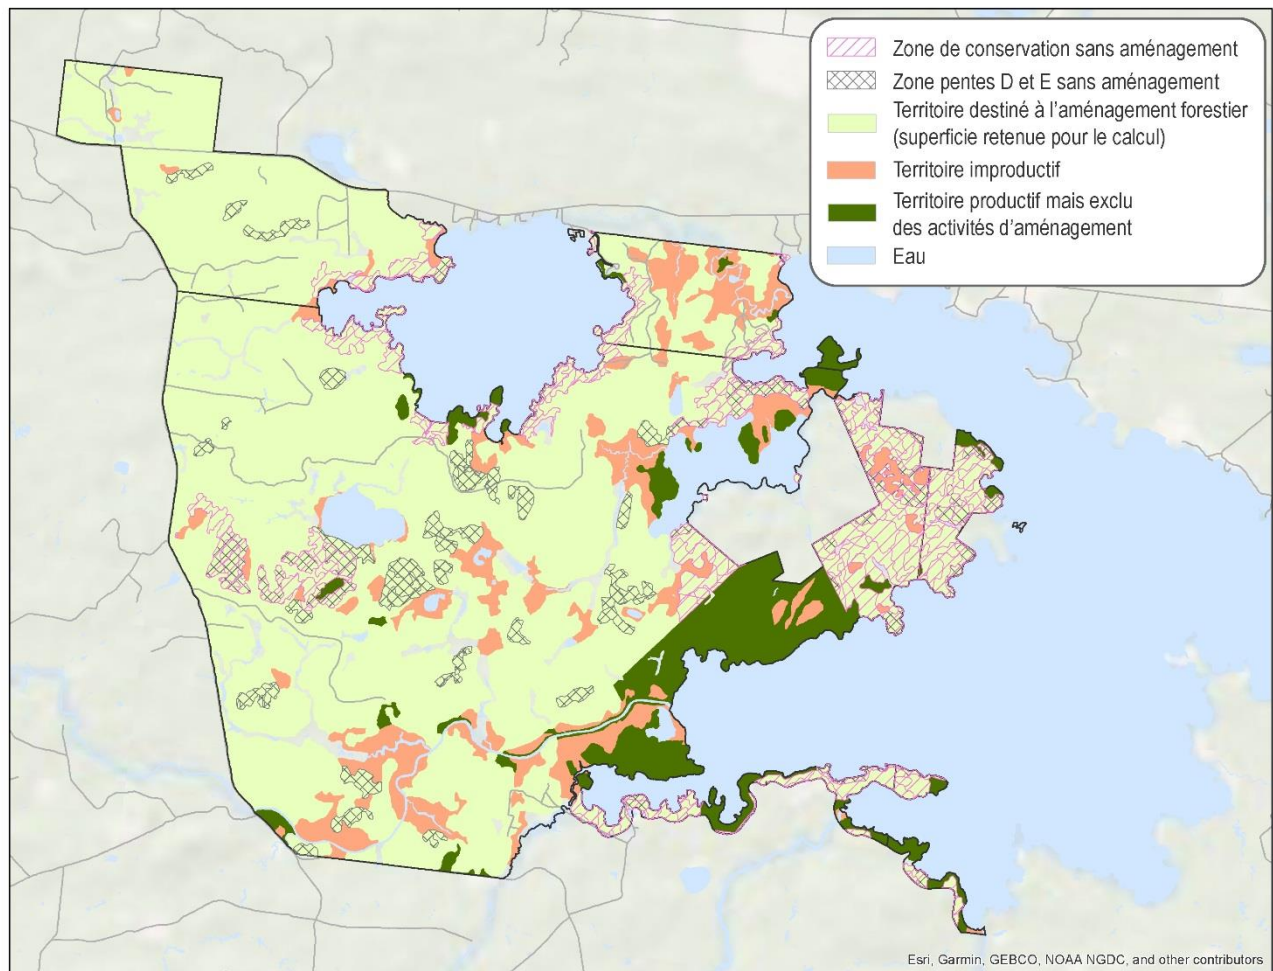 Zone de conservation sans aménagement
Zone pentes D et E sans aménagement
Territoire destiné à l'aménagement forestier
(superficie retenue pour le calcul)
Territoire improductif
Territoire productif mais exclu
des activités d'aménagement
Eau
Esri, Garmin, GEBCO, NOAA NGDC, and other contributors